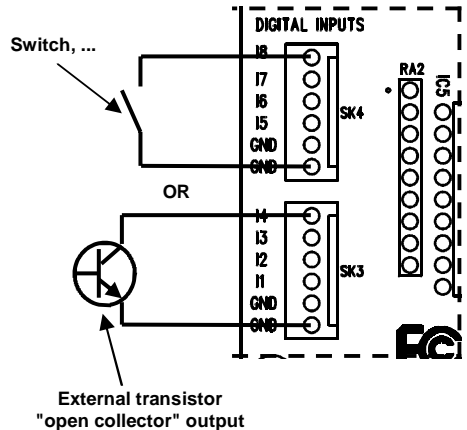 DIGITAL INPUTS
Switch, ...
I8
I7
I6
I5
GND
GND
SK4
RA2
IC5
OR
I4
I3
I2
I1
GND
GND
SK3
FC
External transistor
"open collector" output